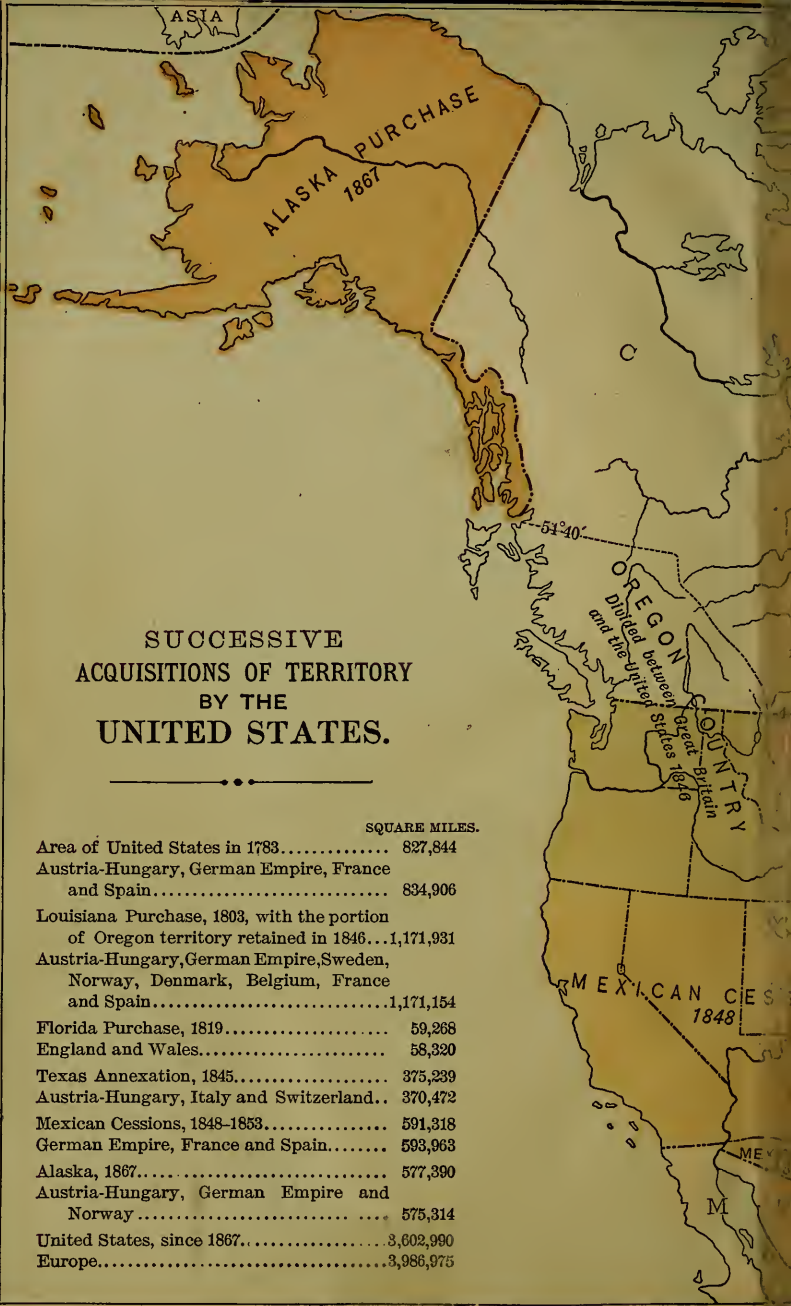 ASIA
ALASKA PURCHASE
1867
C
54°40′
OREGON COUNTRY
Divided between Great Britain
and the United States 1846
SUCCESSIVE
ACQUISITIONS OF TERRITORY
BY THE
UNITED STATES.
SQUARE MILES.
Area of United States in 1783.............. 827,844
Austria-Hungary, German Empire, France
and Spain............................ 834,906
Louisiana Purchase, 1803, with the portion
of Oregon territory retained in 1846...1,171,931
Austria-Hungary,German Empire,Sweden,
Norway, Denmark, Belgium, France
and Spain............................1,171,154
Florida Purchase, 1819..................... 59,268
England and Wales........................ 58,320
Texas Annexation, 1845................... 375,239
Austria-Hungary, Italy and Switzerland.. 370,472
Mexican Cessions, 1848-1853............... 591,318
German Empire, France and Spain........ 593,963
Alaska, 1867.................................. 577,390
Austria-Hungary, German Empire and
Norway.............................. 575,314
United States, since 1867...................3,602,990
Europe.....................................3,986,975
MEXICAN CES
1848
MEX
M